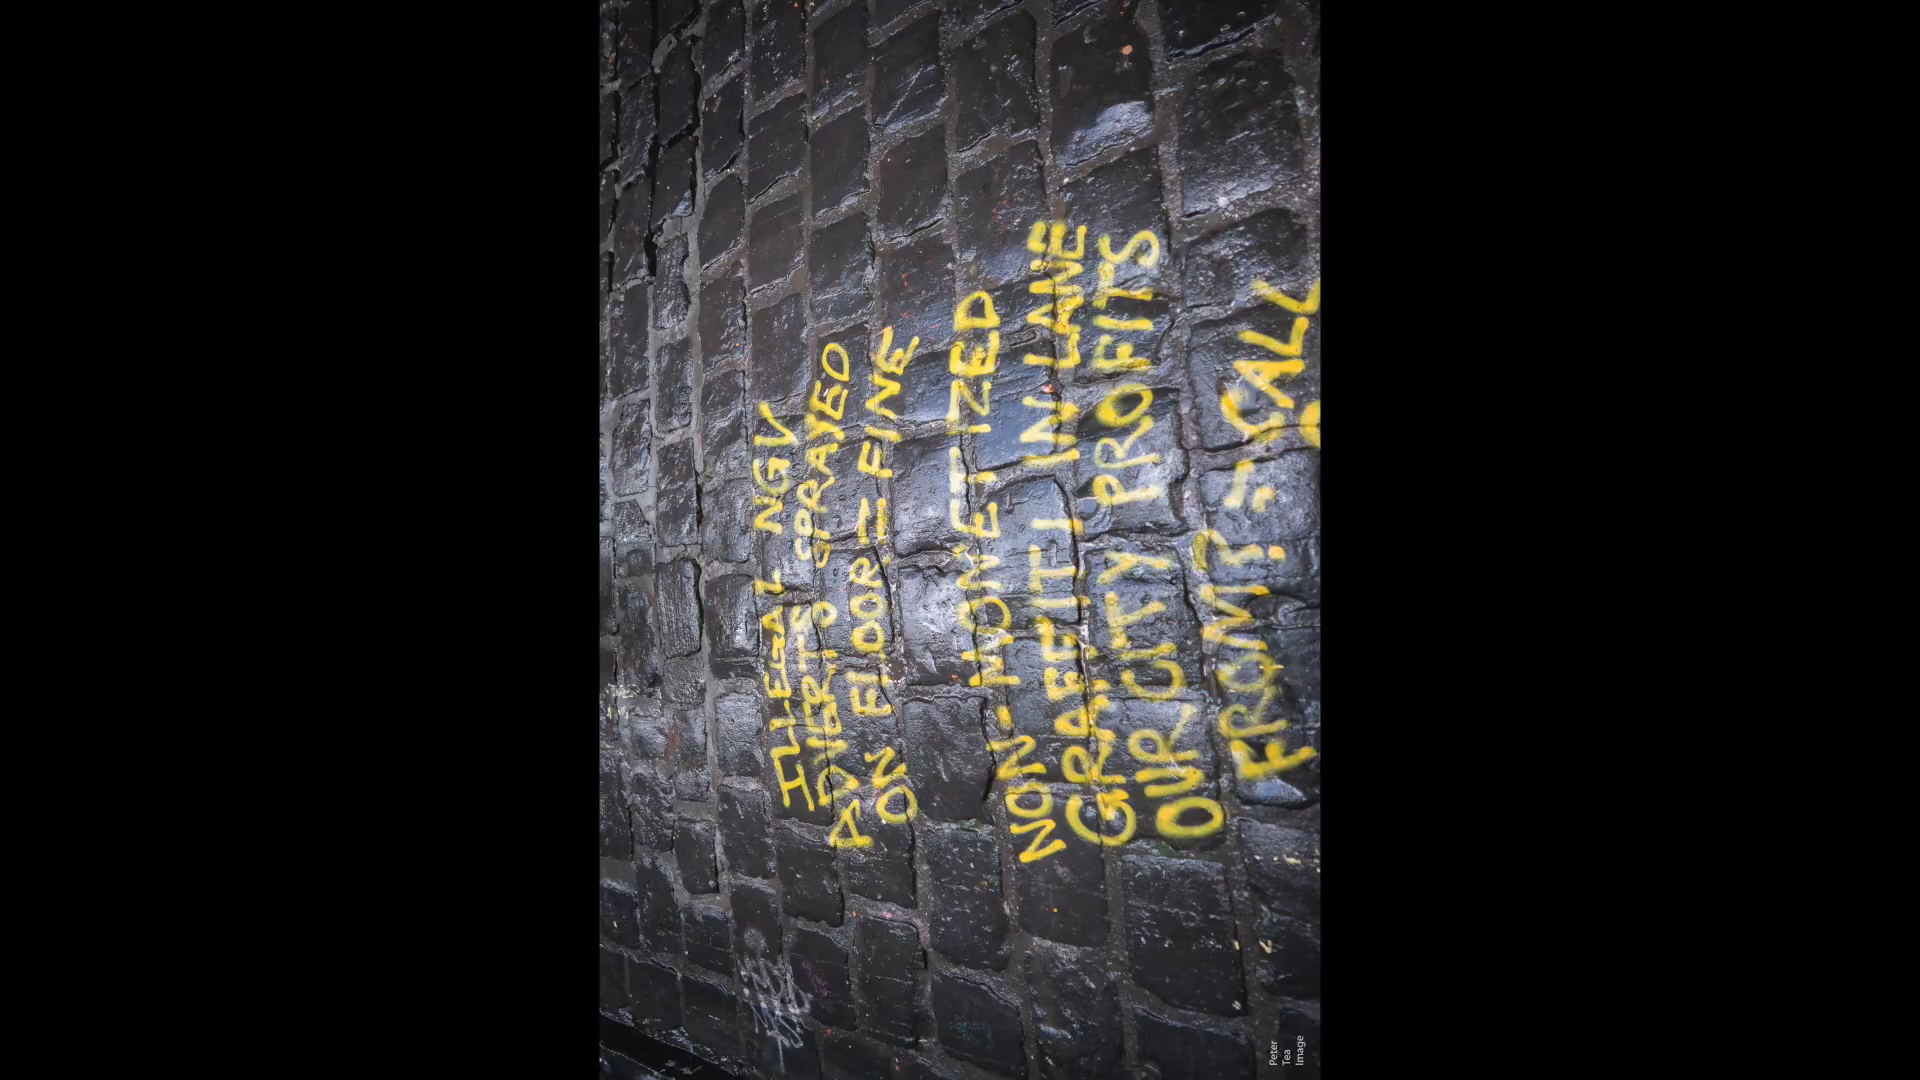 ILLEGAL NGV
ADVERTS SPRAYED
ON FLOOR = FINE
NON-MONETIZED
GRAFFITI IN LANE
OUR CITY PROFITS
FROM? = CALL
Peter
Tea
Image